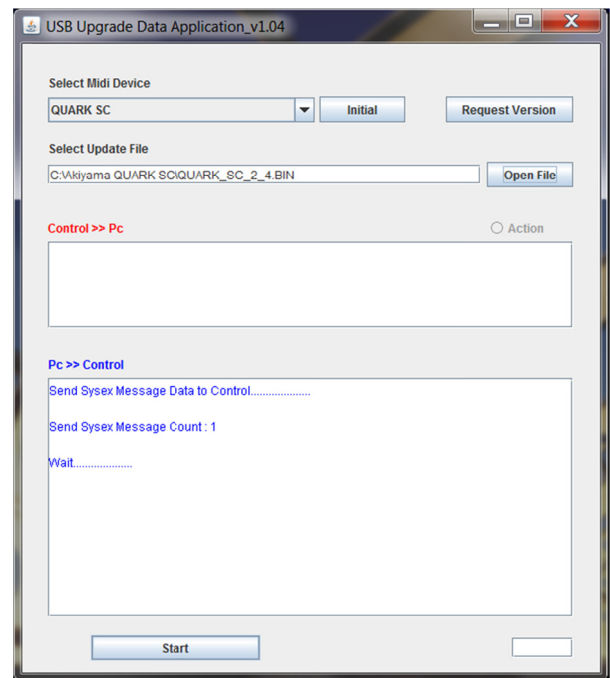 USB Upgrade Data Application_v1.04
Select Midi Device
QUARK SC Initial Request Version
Select Update File
C:\Akiyama QUARK SC\QUARK_SC_2_4.BIN Open File
Control >> Pc Action
Pc >> Control
Send Sysex Message Data to Control...................
Send Sysex Message Count : 1
Wait...................
Start